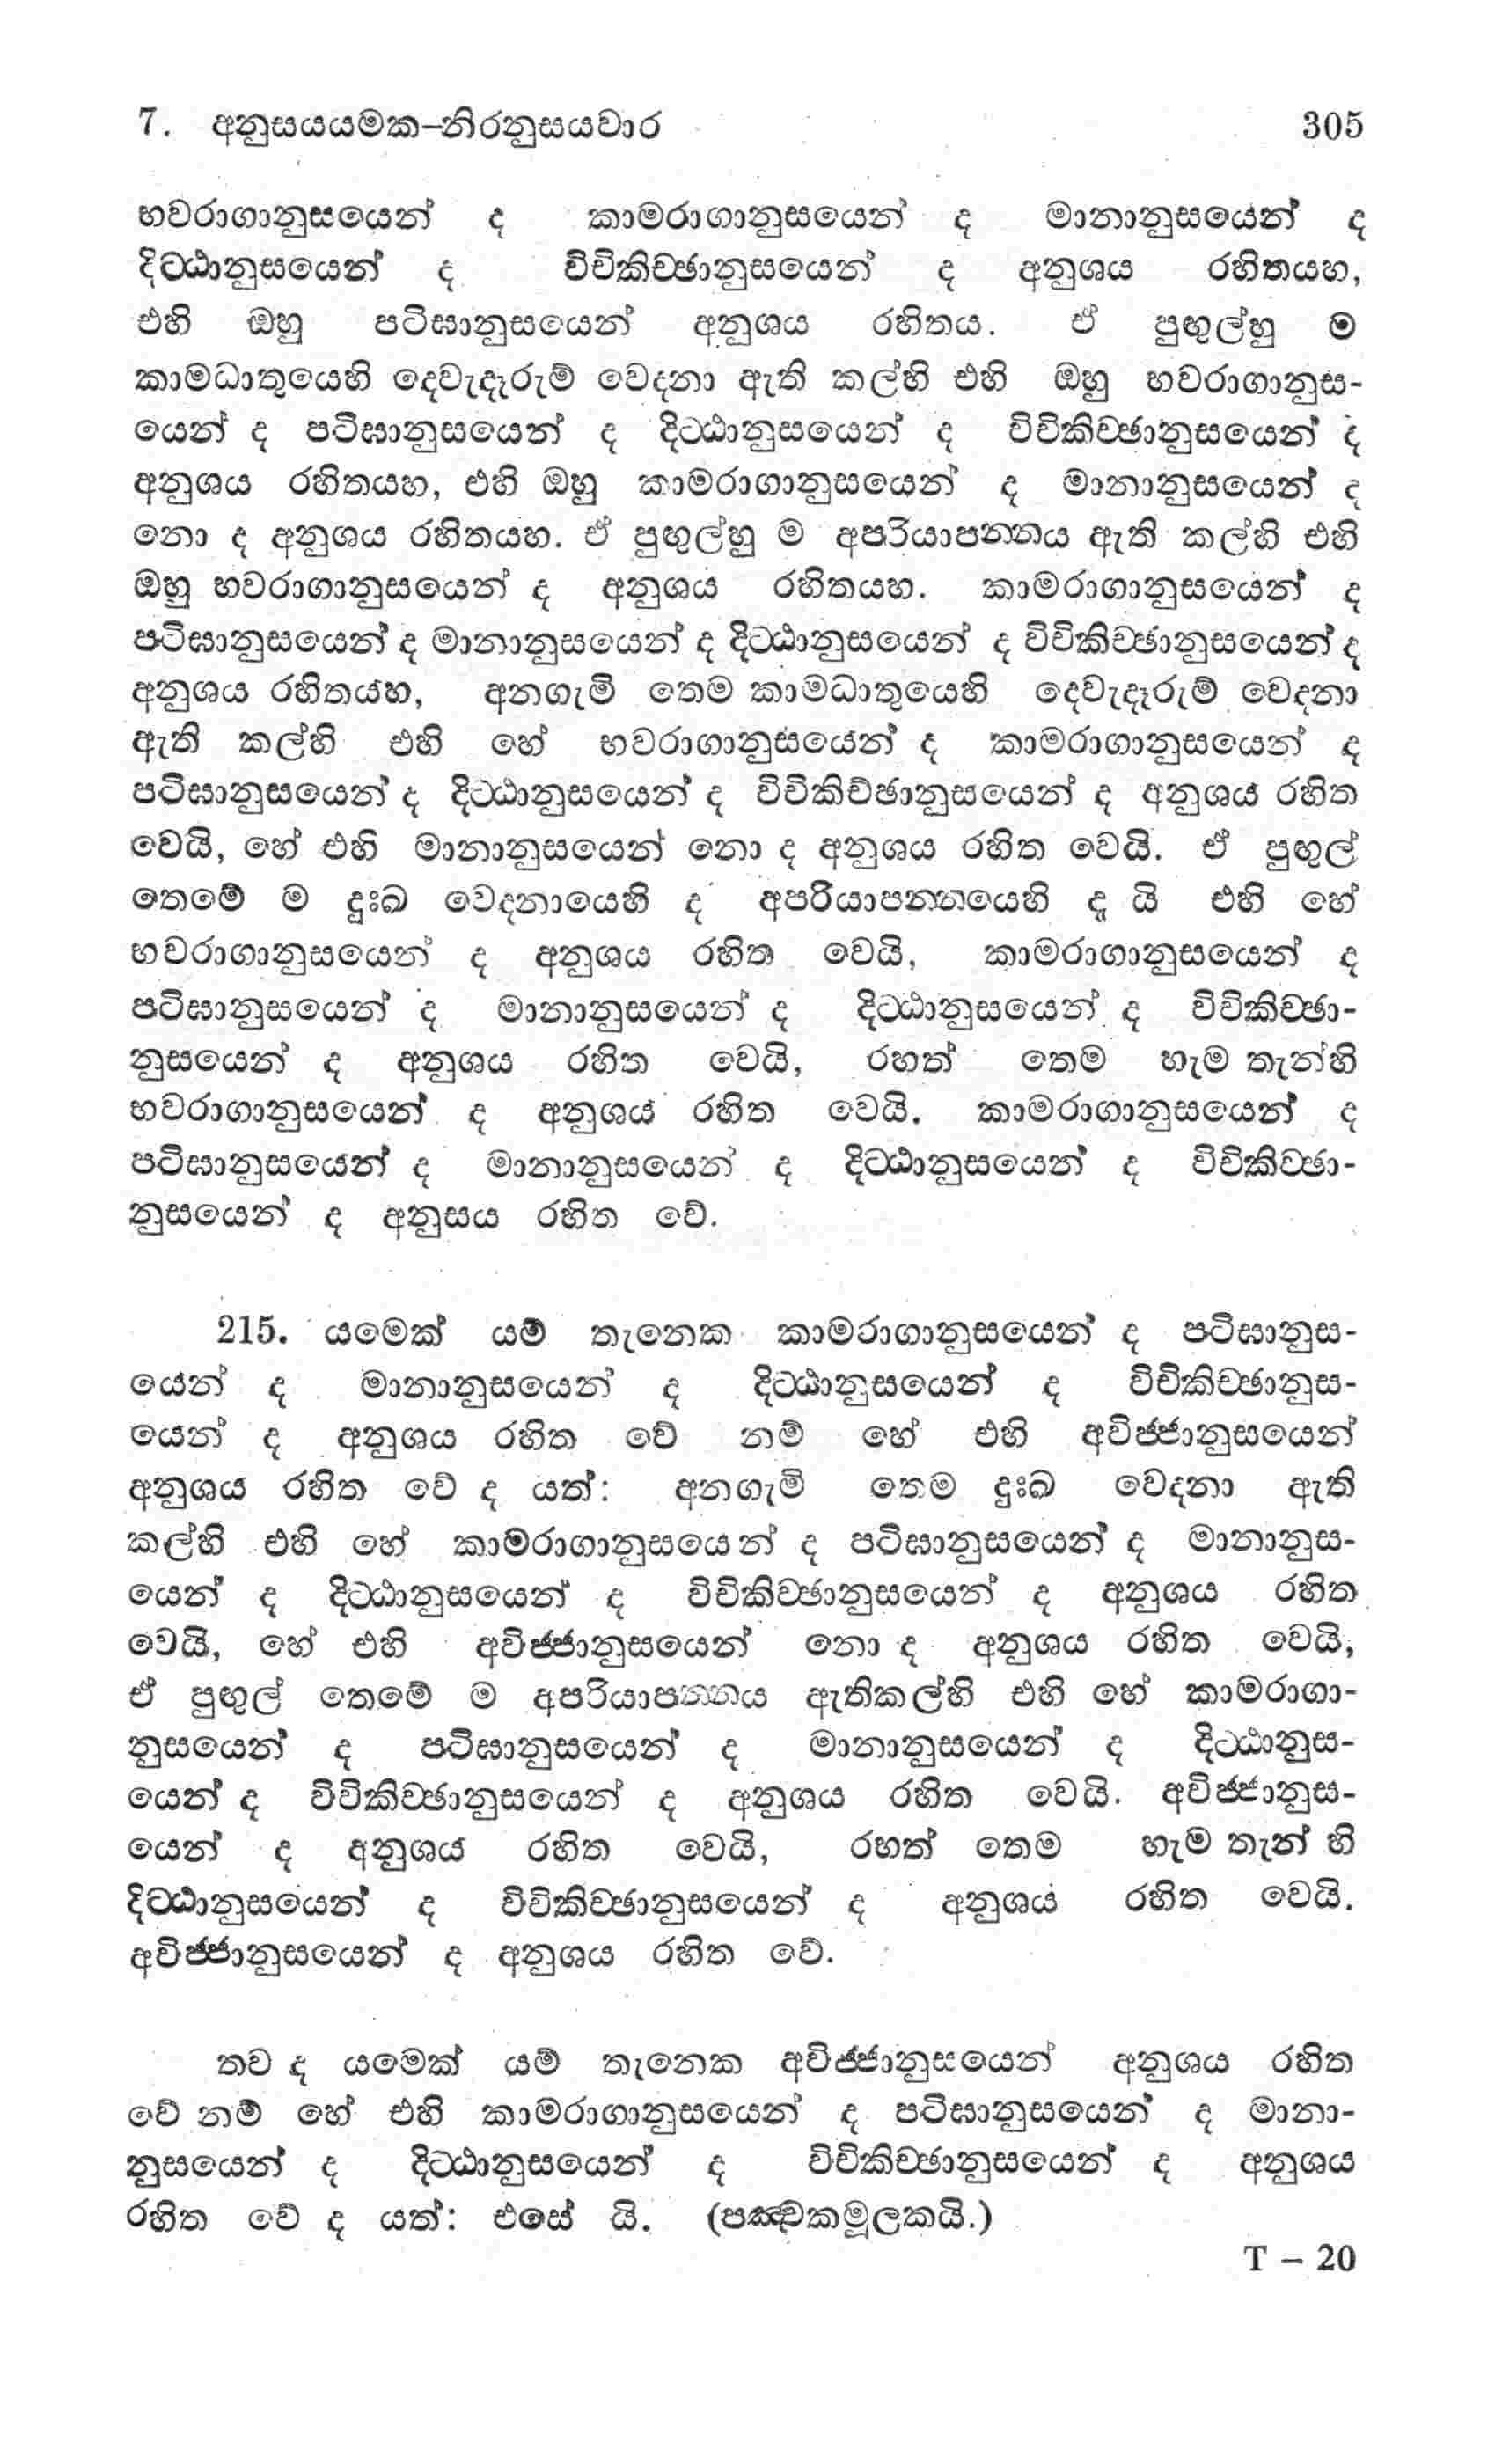 7. අනුසයයමක–නිරනුසයවාර 305
භවරාගානුසයෙන් ද කාමරාගානුසයෙන් ද මානානුසයෙන් ද
දිට්ඨානුසයෙන් ද විචිකිච්ඡානුසයෙන් ද අනුශය රහිතයහ,
එහි ඔහු පටිඝානුසයෙන් අනුශය රහිතය. ඒ පුඟුල්හු ම
කාමධාතුයෙහි දෙවැදෑරුම් වෙදනා ඇති කල්හි එහි ඔහු භවරාගානුස-
යෙන් ද පටිඝානුසයෙන් ද දිට්ඨානුසයෙන් ද විචිකිච්ඡානුසයෙන් ද
අනුශය රහිතයහ, එහි ඔහු කාමරාගානුසයෙන් ද මානානුසයෙන් ද
නො ද අනුශය රහිතයහ. ඒ පුඟුල්හු ම අපරියාපන්නය ඇති කල්හි එහි
ඔහු භවරාගානුසයෙන් ද අනුශය රහිතයහ. කාමරාගානුසයෙන් ද
පටිඝානුසයෙන් ද මානානුසයෙන් ද දිට්ඨානුසයෙන් ද විචිකිච්ඡානුසයෙන් ද
අනුශය රහිතයහ, අනගැමි තෙම කාමධාතුයෙහි දෙවැදෑරුම් වෙදනා
ඇති කල්හි එහි හේ භවරාගානුසයෙන් ද කාමරාගානුසයෙන් ද
පටිඝානුසයෙන් ද දිට්ඨානුසයෙන් ද විචිකිච්ඡානුසයෙන් ද අනුශය රහිත
වෙයි, හේ එහි මානානුසයෙන් නො ද අනුශය රහිත වෙයි. ඒ පුඟුල්
තෙමේ ම දුඃඛ වෙදනායෙහි ද අපරියාපන්නයෙහි ද යි එහි හේ
භවරාගානුසයෙන් ද අනුශය රහිත වෙයි, කාමරාගානුසයෙන් ද
පටිඝානුසයෙන් ද මානානුසයෙන් ද දිට්ඨානුසයෙන් ද විචිකිච්ඡා-
නුසයෙන් ද අනුශය රහිත වෙයි, රහත් තෙම හැම තැන්හි
භවරාගානුසයෙන් ද අනුශය රහිත වෙයි. කාමරාගානුසයෙන් ද
පටිඝානුසයෙන් ද මානානුසයෙන් ද දිට්ඨානුසයෙන් ද විචිකිච්ඡා-
නුසයෙන් ද අනුසය රහිත වේ.
215. යමෙක් යම් තැනෙක කාමරාගානුසයෙන් ද පටිඝානුස-
යෙන් ද මානානුසයෙන් ද දිට්ඨානුසයෙන් ද විචිකිච්ඡානුස-
යෙන් ද අනුශය රහිත වේ නම් හේ එහි අවිජ්ජානුසයෙන්
අනුශය රහිත වේ ද යත්: අනගැමි තෙම දුඃඛ වෙදනා ඇති
කල්හි එහි හේ කාමරාගානුසයෙන් ද පටිඝානුසයෙන් ද මානානුස-
යෙන් ද දිට්ඨානුසයෙන් ද විචිකිච්ඡානුසයෙන් ද අනුශය රහිත
වෙයි, හේ එහි අවිජ්ජානුසයෙන් නො ද අනුශය රහිත වෙයි,
ඒ පුඟුල් තෙමේ ම අපරියාපන්නය ඇතිකල්හි එහි හේ කාමරාගා-
නුසයෙන් ද පටිඝානුසයෙන් ද මානානුසයෙන් ද දිට්ඨානුස-
යෙන් ද විචිකිච්ඡානුසයෙන් ද අනුශය රහිත වෙයි. අවිජ්ජානුස-
යෙන් ද අනුශය රහිත වෙයි, රහත් තෙම හැම තැන් හි
දිට්ඨානුසයෙන් ද විචිකිච්ඡානුසයෙන් ද අනුශය රහිත වෙයි.
අවිජ්ජානුසයෙන් ද අනුශය රහිත වේ.
තව ද යමෙක් යම් තැනෙක අවිජ්ජානුසයෙන් අනුශය රහිත
වේ නම් හේ එහි කාමරාගානුසයෙන් ද පටිඝානුසයෙන් ද මානා-
නුසයෙන් ද දිට්ඨානුසයෙන් ද විචිකිච්ඡානුසයෙන් ද අනුශය
රහිත වේ ද යත්: එසේ යි. (පඤ්චකමූලකයි.)
T – 20